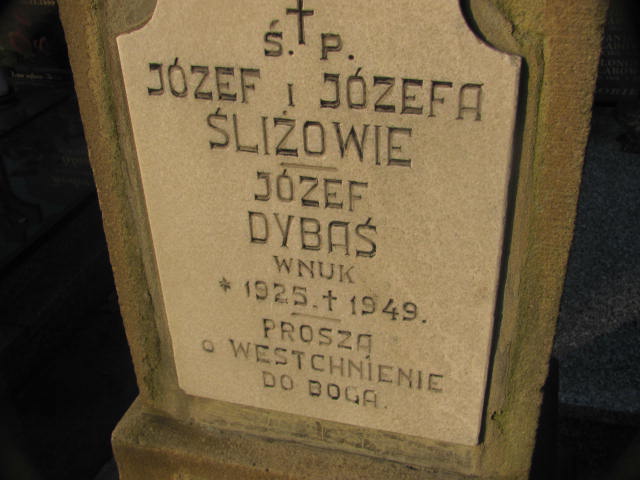 Ś. † P.
JÓZEF i JÓZEFA
ŚLIŻOWIE
JÓZEF
DYBAŚ
WNUK
* 1925. † 1949.
PROSZĄ
O WESTCHNIENIE
DO BOGA.